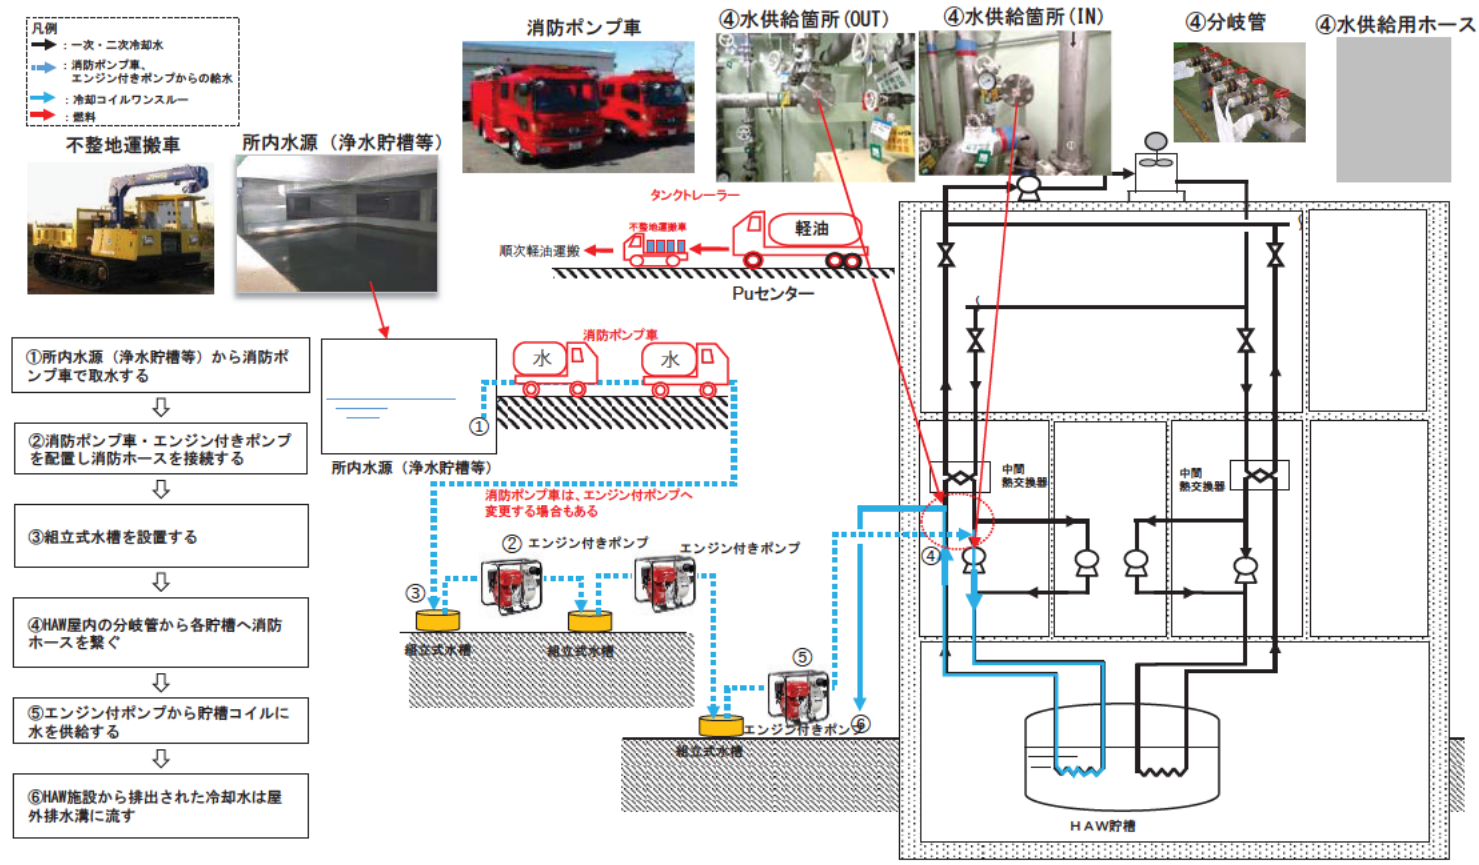 凡例
：一次・二次冷却水
：消防ポンプ車、
エンジン付きポンプからの給水
：冷却コイルワンスルー
：燃料
不整地運搬車
所内水源（浄水貯槽等）
消防ポンプ車
④水供給箇所(OUT)
④水供給箇所(IN)
④分岐管
④水供給用ホース
タンクトレーラー
不整地運搬車
軽油
順次軽油運搬
Puセンター
①所内水源（浄水貯槽等）から消防ポ
ンプ車で取水する
②消防ポンプ車・エンジン付きポンプ
を配置し消防ホースを接続する
③組立式水槽を設置する
④HAW屋内の分岐管から各貯槽へ消防
ホースを繋ぐ
⑤エンジン付ポンプから貯槽コイルに
水を供給する
⑥HAW施設から排出された冷却水は屋
外排水溝に流す
消防ポンプ車
水
水
①
所内水源（浄水貯槽等）
消防ポンプ車は、エンジン付ポンプへ
変更する場合もある
②
エンジン付きポンプ
エンジン付きポンプ
③
組立式水槽
組立式水槽
⑤
エンジン付きポンプ
⑥
組立式水槽
中間
熱交換器
中間
熱交換器
④
HAW貯槽